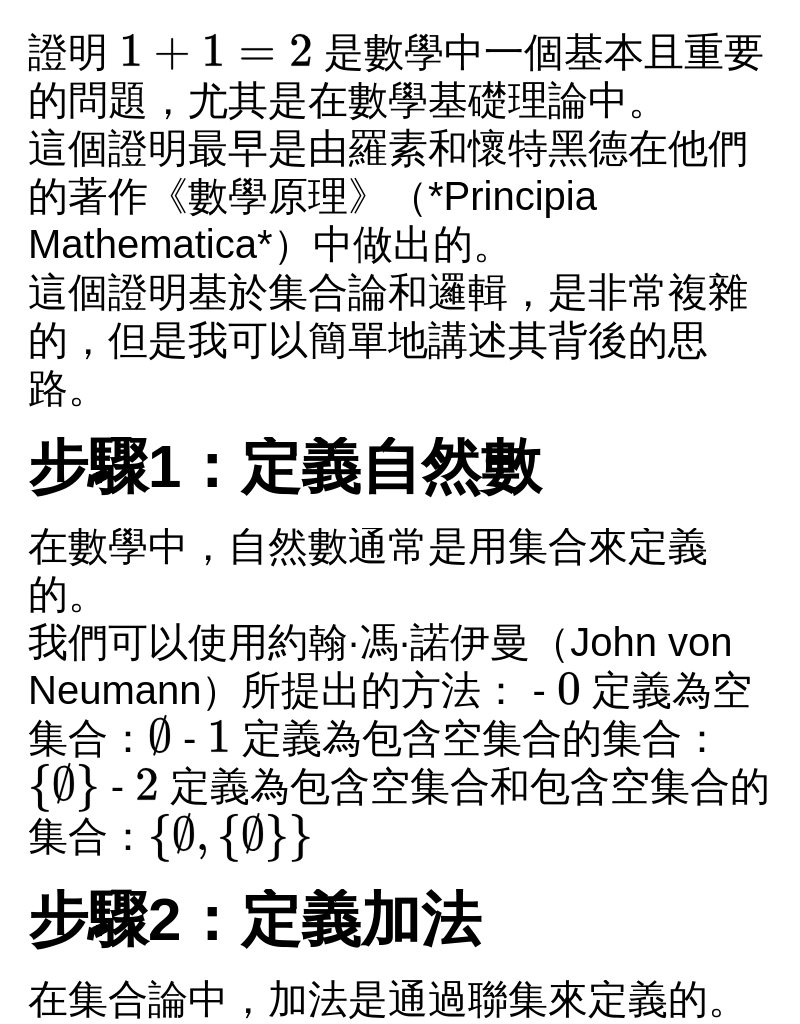 證明 1 + 1 = 2 是數學中一個基本且重要
的問題，尤其是在數學基礎理論中。
這個證明最早是由羅素和懷特黑德在他們
的著作《數學原理》（*Principia
Mathematica*）中做出的。
這個證明基於集合論和邏輯，是非常複雜
的，但是我可以簡單地講述其背後的思
路。
步驟1：定義自然數
在數學中，自然數通常是用集合來定義
的。
我們可以使用約翰·馮·諾伊曼（John von
Neumann）所提出的方法： - 0 定義為空
集合：∅ - 1 定義為包含空集合的集合：
{∅} - 2 定義為包含空集合和包含空集合的
集合：{∅, {∅}}
步驟2：定義加法
在集合論中，加法是通過聯集來定義的。